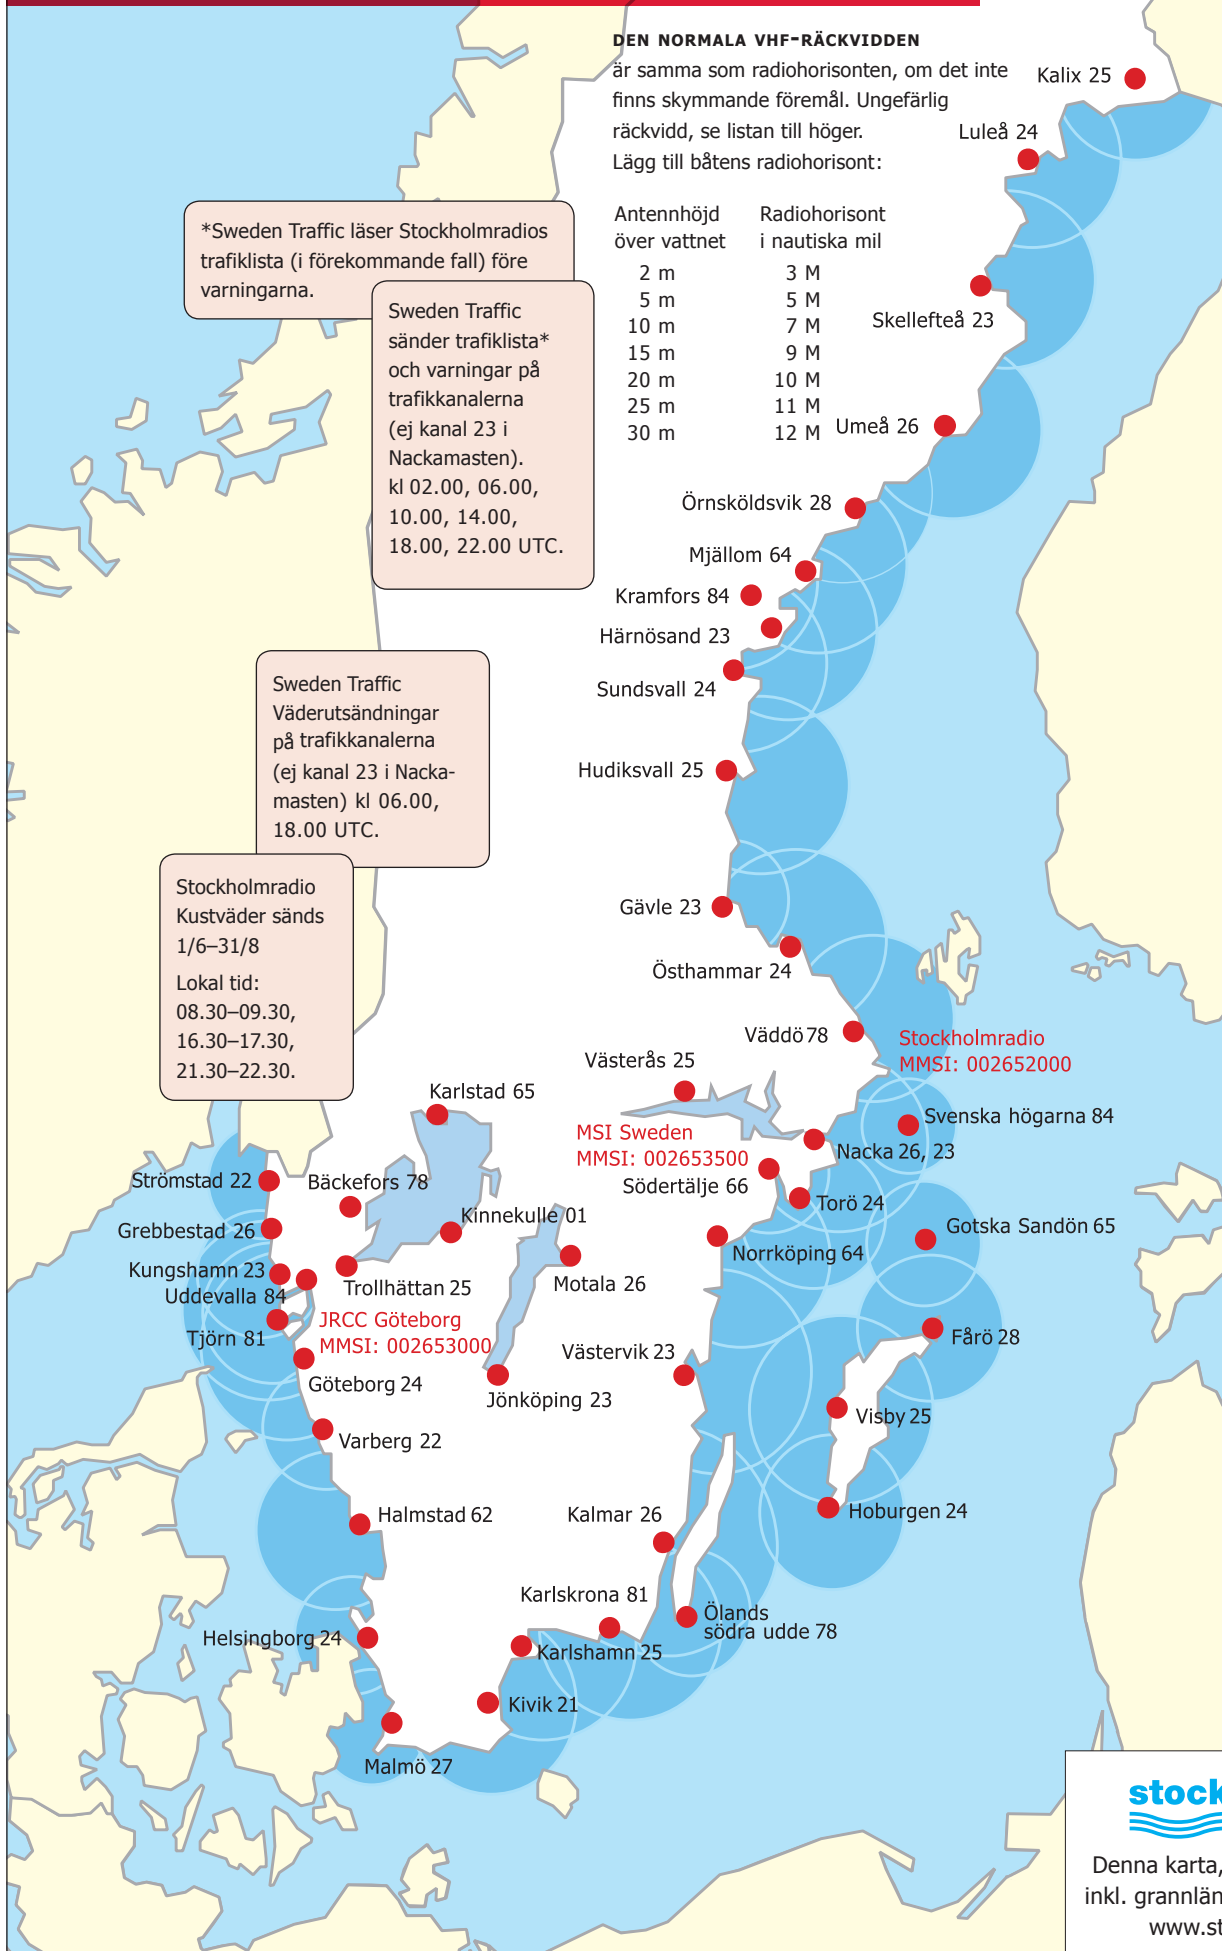 DEN NORMALA VHF-RÄCKVIDDEN
är samma som radiohorisonten, om det inte
finns skymmande föremål. Ungefärlig
räckvidd, se listan till höger.
Lägg till båtens radiohorisont:
Antennhöjd Radiohorisont
över vattnet i nautiska mil
2 m 3 M
5 m 5 M
10 m 7 M
15 m 9 M
20 m 10 M
25 m 11 M
30 m 12 M
*Sweden Traffic läser Stockholmradios
trafiklista (i förekommande fall) före
varningarna.
Sweden Traffic
sänder trafiklista*
och varningar på
trafikkanalerna
(ej kanal 23 i
Nackamasten).
kl 02.00, 06.00,
10.00, 14.00,
18.00, 22.00 UTC.
Sweden Traffic
Väderutsändningar
på trafikkanalerna
(ej kanal 23 i Nacka-
masten) kl 06.00,
18.00 UTC.
Stockholmradio
Kustväder sänds
1/6–31/8
Lokal tid:
08.30–09.30,
16.30–17.30,
21.30–22.30.
Kalix 25
Luleå 24
Skellefteå 23
Umeå 26
Örnsköldsvik 28
Mjällom 64
Kramfors 84
Härnösand 23
Sundsvall 24
Hudiksvall 25
Gävle 23
Östhammar 24
Väddö 78
Stockholmradio
MMSI: 002652000
Västerås 25
Karlstad 65
Svenska högarna 84
MSI Sweden
MMSI: 002653500
Nacka 26, 23
Södertälje 66
Torö 24
Strömstad 22
Bäckefors 78
Kinnekulle 01
Gotska Sandön 65
Grebbestad 26
Norrköping 64
Kungshamn 23
Uddevalla 84
Trollhättan 25
Motala 26
JRCC Göteborg
MMSI: 002653000
Tjörn 81
Fårö 28
Västervik 23
Göteborg 24
Jönköping 23
Visby 25
Varberg 22
Halmstad 62
Kalmar 26
Hoburgen 24
Karlskrona 81
Ölands
södra udde 78
Helsingborg 24
Karlshamn 25
Kivik 21
Malmö 27
stock
Denna karta,
inkl. grannlän
www.st